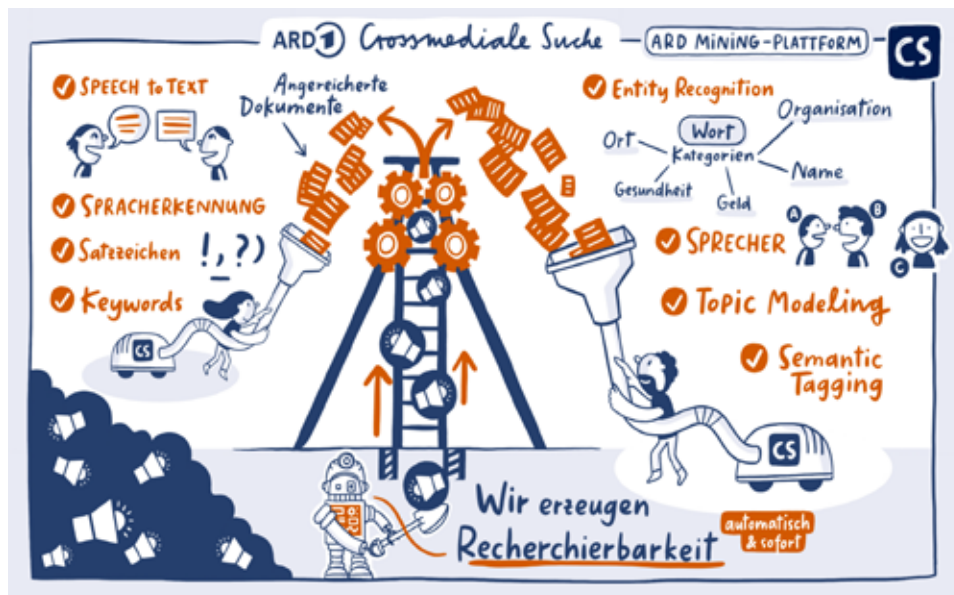 ARD 1 Crossmediale Suche
ARD MINING-PLATTFORM
CS
SPEECH to TEXT
Angereicherte
Dokumente
SPRACHERKENNUNG
Satzzeichen !,?)
Keywords
CS
Entity Recognition
Organisation
Wort
Ort
Kategorien
Name
Gesundheit
Geld
A
B
C
SPRECHER
TOPIC MODELING
SEMANTIC
TAGGING
CS
Wir erzeugen
Recherchierbarkeit
automatisch
& sofort